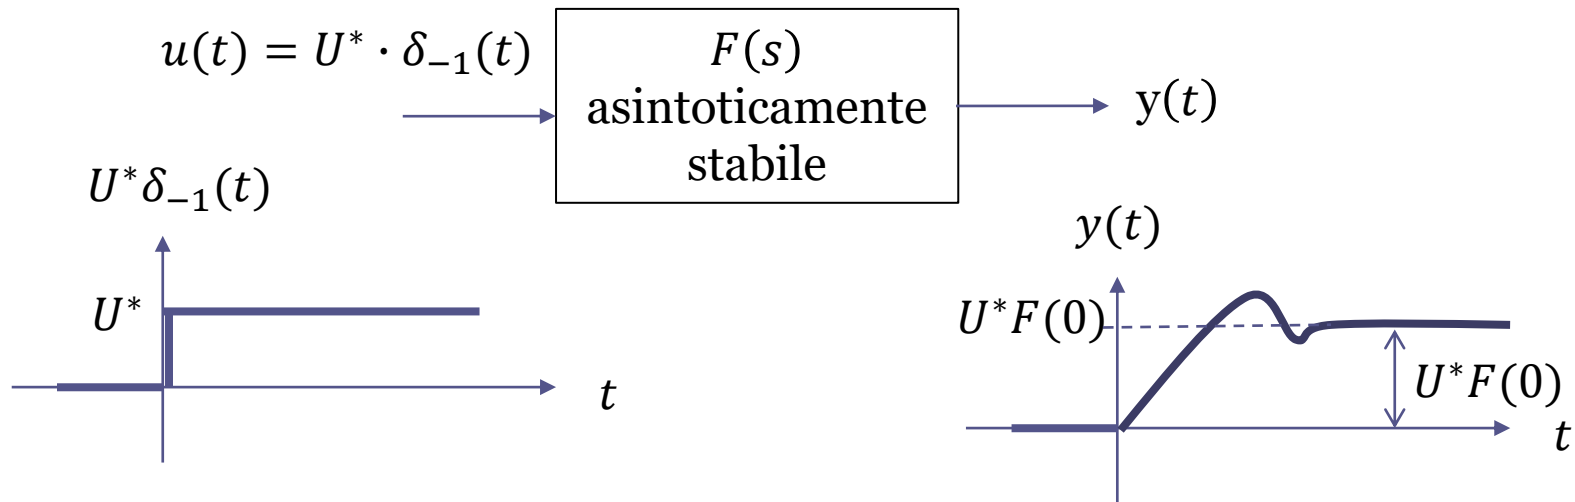 u(t) = U* · δ₋₁(t)
F(s)
asintoticamente
stabile
y(t)
U*δ₋₁(t)
U*
t
y(t)
U*F(0)
U*F(0)
t